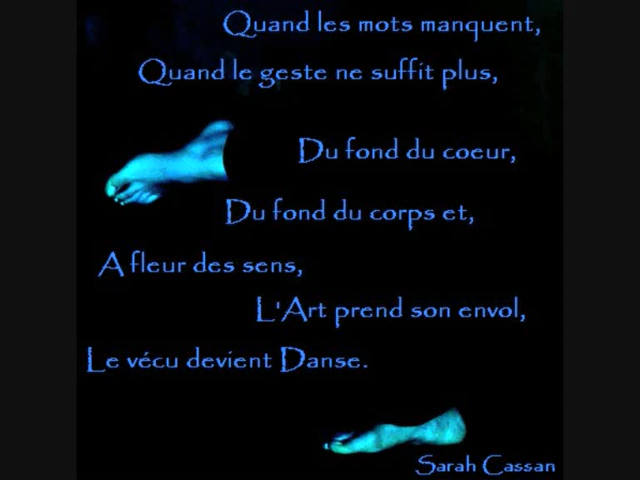 Quand les mots manquent,
Quand le geste ne suffit plus,
Du fond du coeur,
Du fond du corps et,
A fleur des sens,
L'Art prend son envol,
Le vécu devient Danse.
Sarah Cassan